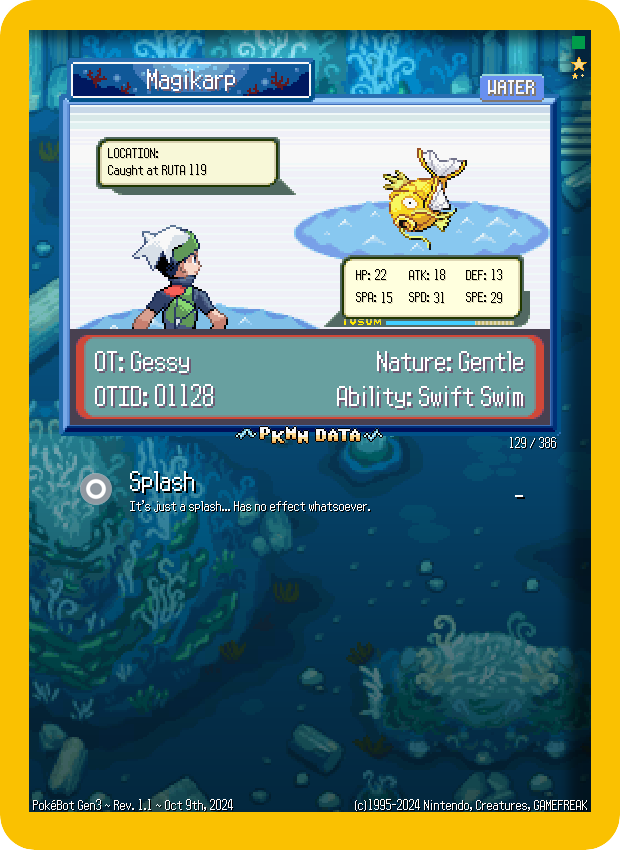 Magikarp
WATER
LOCATION:
Caught at RUTA 119
HP: 22 ATK: 18 DEF: 13
SPA: 15 SPD: 31 SPE: 29
OT: Gessy Nature: Gentle
OTID: 01128 Ability: Swift Swim
PKMN DATA
129 / 386
Splash –
It's just a splash... Has no effect whatsoever.
PokéBot Gen3 ~ Rev. 1.1 ~ Oct 9th, 2024 (c)1995-2024 Nintendo, Creatures, GAMEFREAK